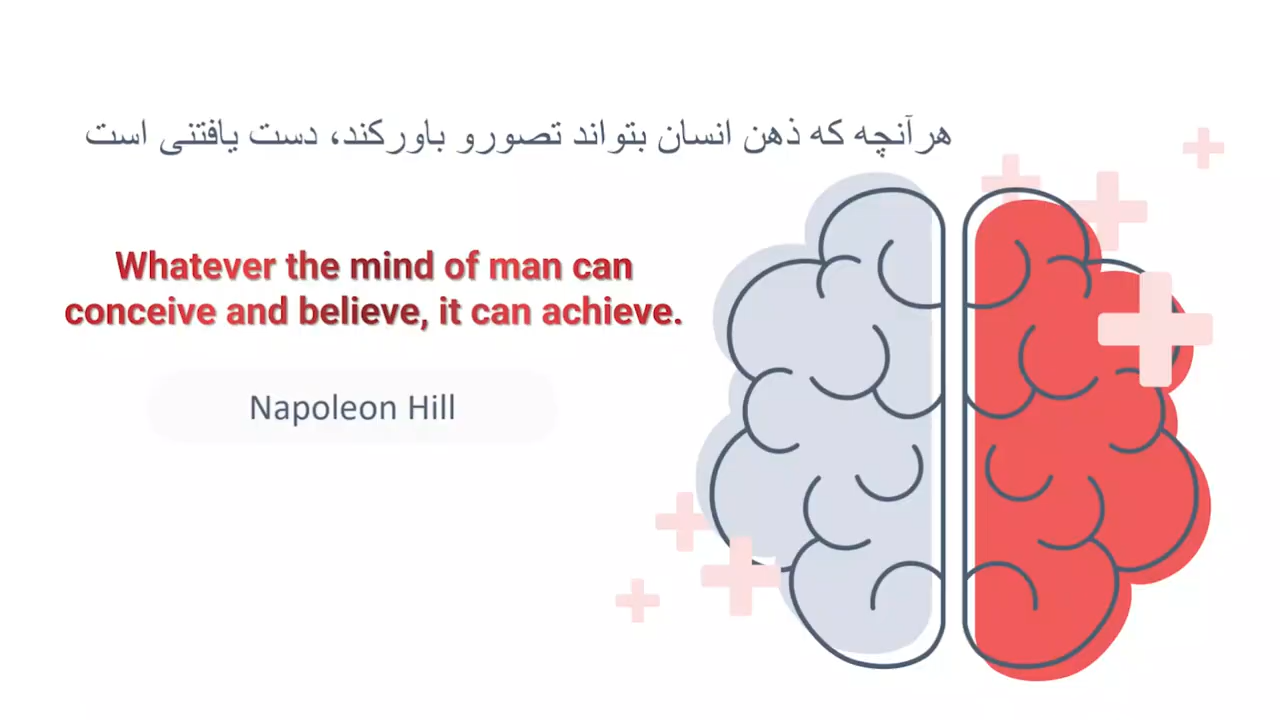 هرآنچه که ذهن انسان بتواند تصورو باورکند، دست یافتنی است
Whatever the mind of man can
conceive and believe, it can achieve.
Napoleon Hill